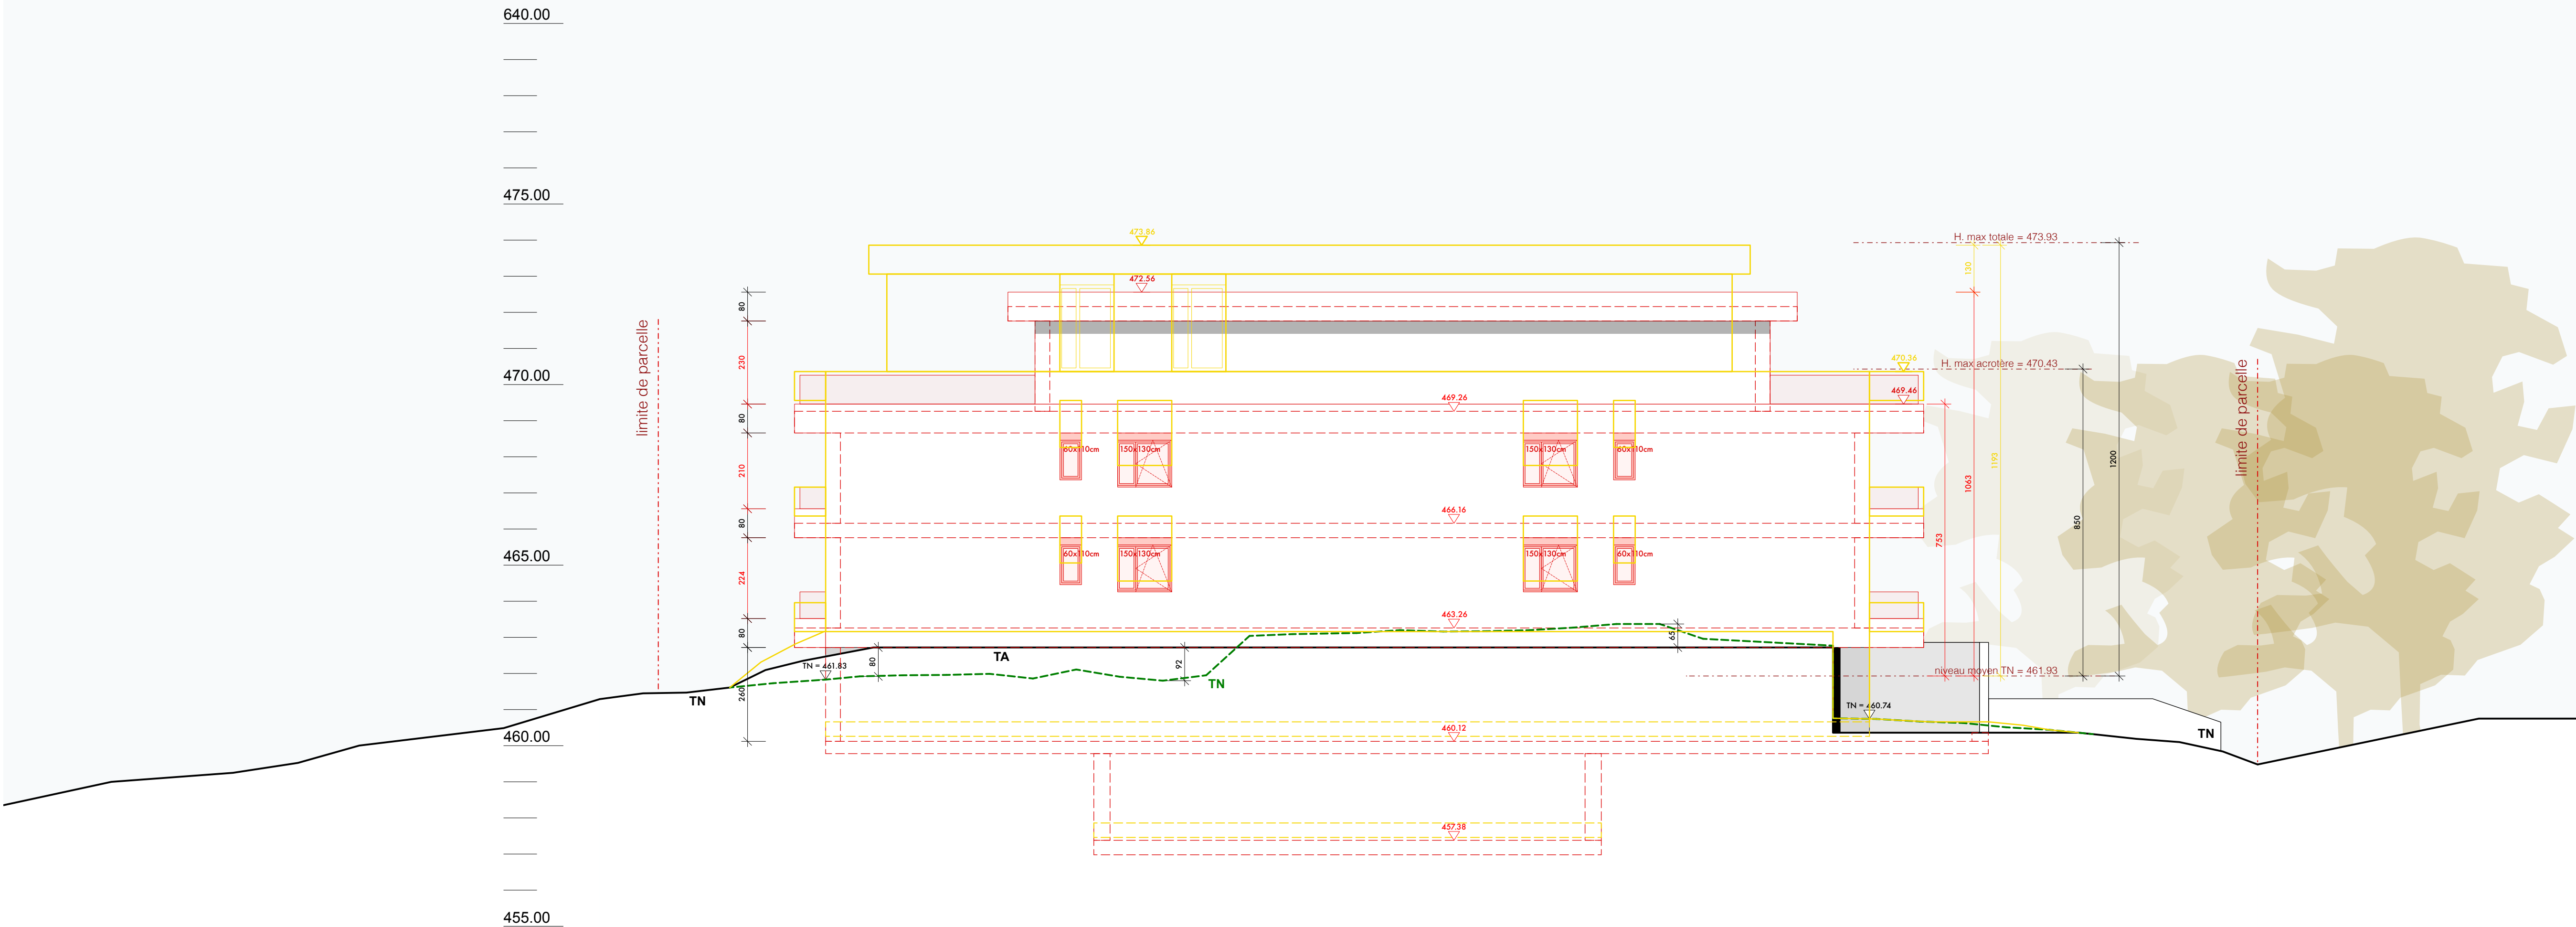 640.00
475.00
470.00
465.00
460.00
455.00
limite de parcelle
limite de parcelle
473.86
472.56
H. max totale = 473.93
130
80
230
80
210
80
224
80
260
470.36
H. max acrotère = 470.43
469.46
469.26
60x110cm
150x130cm
150x130cm
60x110cm
466.16
60x110cm
150x130cm
150x130cm
60x110cm
463.26
753
1063
1193
850
1200
TN = 461.83
80
TA
92
65
TN
TN
niveau moyen TN = 461.93
TN = 460.74
TN
460.12
457.38